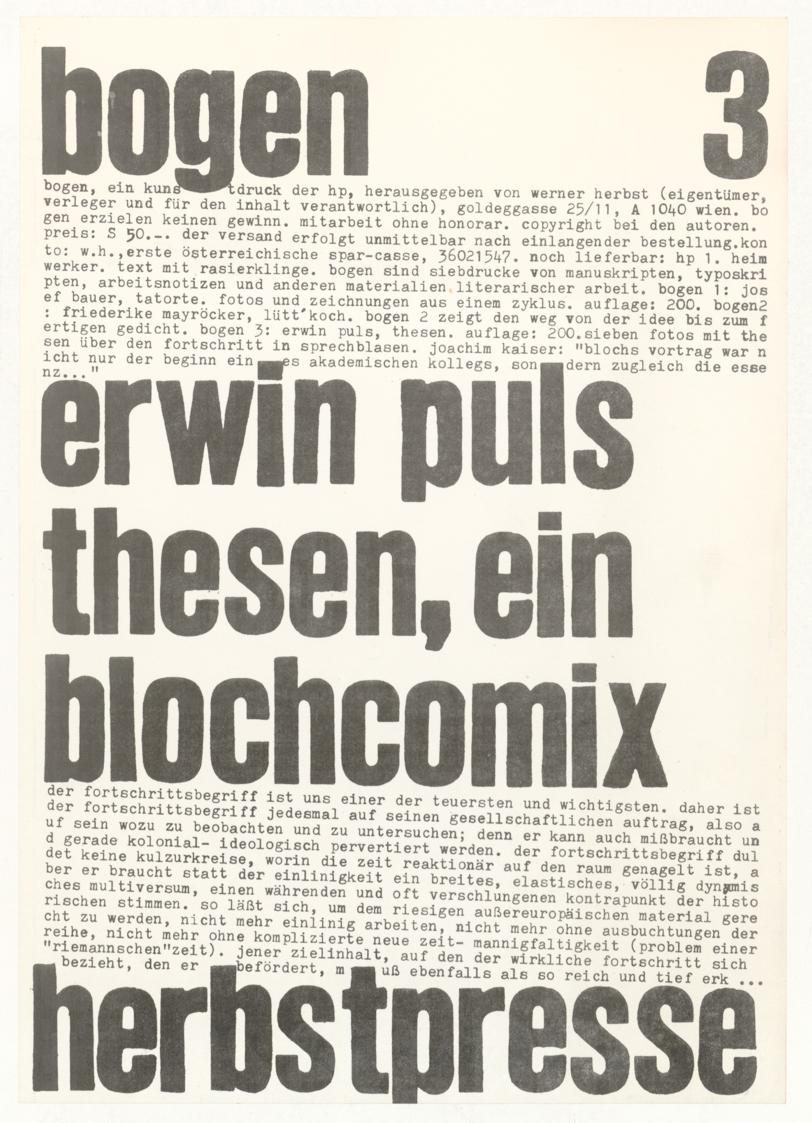 bogen 3
bogen, ein kuns tdruck der hp, herausgegeben von werner herbst (eigentümer,
verleger und für den inhalt verantwortlich), goldeggasse 25/11, A 1040 wien. bo
gen erzielen keinen gewinn. mitarbeit ohne honorar. copyright bei den autoren.
preis: S 50.-. der versand erfolgt unmittelbar nach einlangender bestellung.kon
to: w.h.,erste österreichische spar-casse, 36021547. noch lieferbar: hp 1. heim
werker. text mit rasierklinge. bogen sind siebdrucke von manuskripten, typoskri
pten, arbeitsnotizen und anderen materialien literarischer arbeit. bogen 1: jos
ef bauer, tatorte. fotos und zeichnungen aus einem zyklus. auflage: 200. bogen2
: friederike mayröcker, lütt'koch. bogen 2 zeigt den weg von der idee bis zum f
ertigen gedicht. bogen 3: erwin puls, thesen. auflage: 200.sieben fotos mit the
sen über den fortschritt in sprechblasen. joachim kaiser: "blochs vortrag war n
icht nur der beginn ein es akademischen kollegs, son dern zugleich die esse
nz..."
erwin puls
thesen, ein
blochcomix
der fortschrittsbegriff ist uns einer der teuersten und wichtigsten. daher ist
der fortschrittsbegriff jedesmal auf seinen gesellschaftlichen auftrag, also a
uf sein wozu zu beobachten und zu untersuchen; denn er kann auch mißbraucht un
d gerade kolonial- ideologisch pervertiert werden. der fortschrittsbegriff dul
det keine kulzurkreise, worin die zeit reaktionär auf den raum genagelt ist, a
ber er braucht statt der einlinigkeit ein breites, elastisches, völlig dynamis
ches multiversum, einen währenden und oft verschlungenen kontrapunkt der histo
rischen stimmen. so läßt sich, um dem riesigen außereuropäischen material gere
cht zu werden, nicht mehr einlinig arbeiten, nicht mehr ohne ausbuchtungen der
reihe, nicht mehr ohne komplizierte neue zeit- mannigfaltigkeit (problem einer
"riemannschen"zeit). jener zielinhalt, auf den der wirkliche fortschritt sich
bezieht, den er befördert, m uß ebenfalls als so reich und tief erk ...
herbstpresse